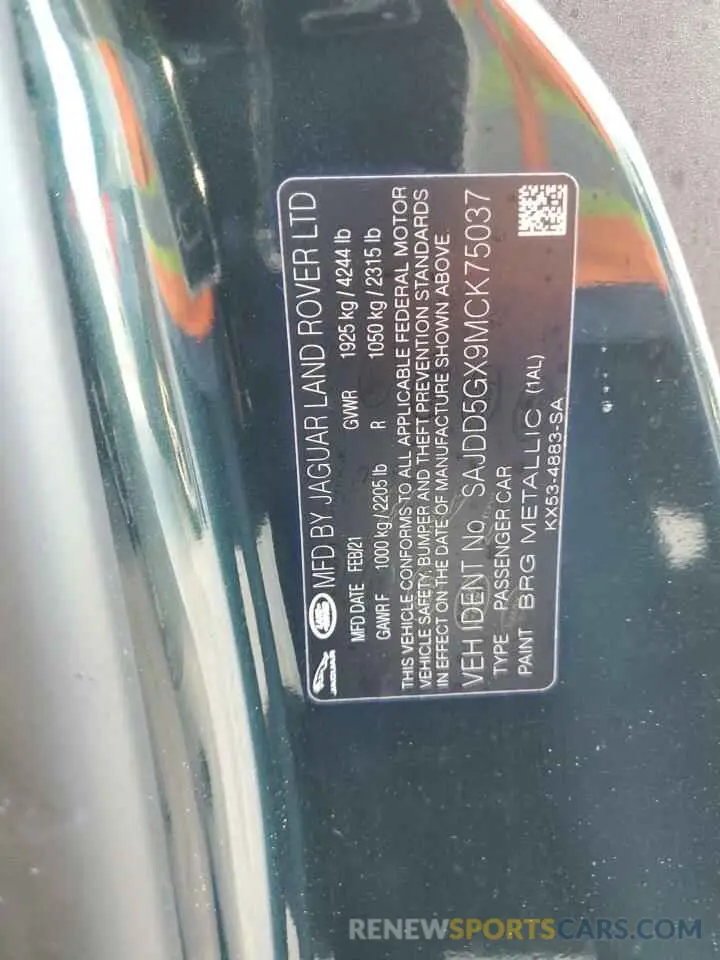 JAGUAR LAND ROVER MFD BY JAGUAR LAND ROVER LTD
MFD DATE FEB/21 GVWR 1925 kg / 4244 lb
GAWR F 1000 kg / 2205 lb R 1050 kg / 2315 lb
THIS VEHICLE CONFORMS TO ALL APPLICABLE FEDERAL MOTOR
VEHICLE SAFETY, BUMPER AND THEFT PREVENTION STANDARDS
IN EFFECT ON THE DATE OF MANUFACTURE SHOWN ABOVE.
VEH IDENT No. SAJDD5GX9MCK75037
TYPE PASSENGER CAR
PAINT BRG METALLIC (1AL)
KX53-4883-SA
RENEWSPORTSCARS.COM